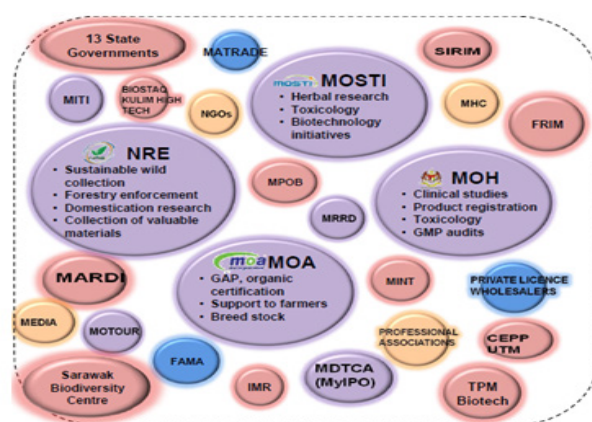 13 State
Governments
MATRADE
SIRIM
MITI
BIOSTAQ
KULIM HIGH
TECH
NGOs
MOSTI
MOSTI
• Herbal research
• Toxicology
• Biotechnology
initiatives
MHC
FRIM
NRE
• Sustainable wild
collection
• Forestry enforcement
• Domestication research
• Collection of valuable
materials
MPOB
MRRD
MOH
• Clinical studies
• Product registration
• Toxicology
• GMP audits
moa
MOA
• GAP, organic
certification
• Support to farmers
• Breed stock
MARDI
MINT
PRIVATE LICENCE
WHOLESALERS
MEDIA
MOTOUR
PROFESSIONAL
ASSOCIATIONS
CEPP
UTM
FAMA
Sarawak
Biodiversity
Centre
IMR
MDTCA
(MyIPO)
TPM
Biotech